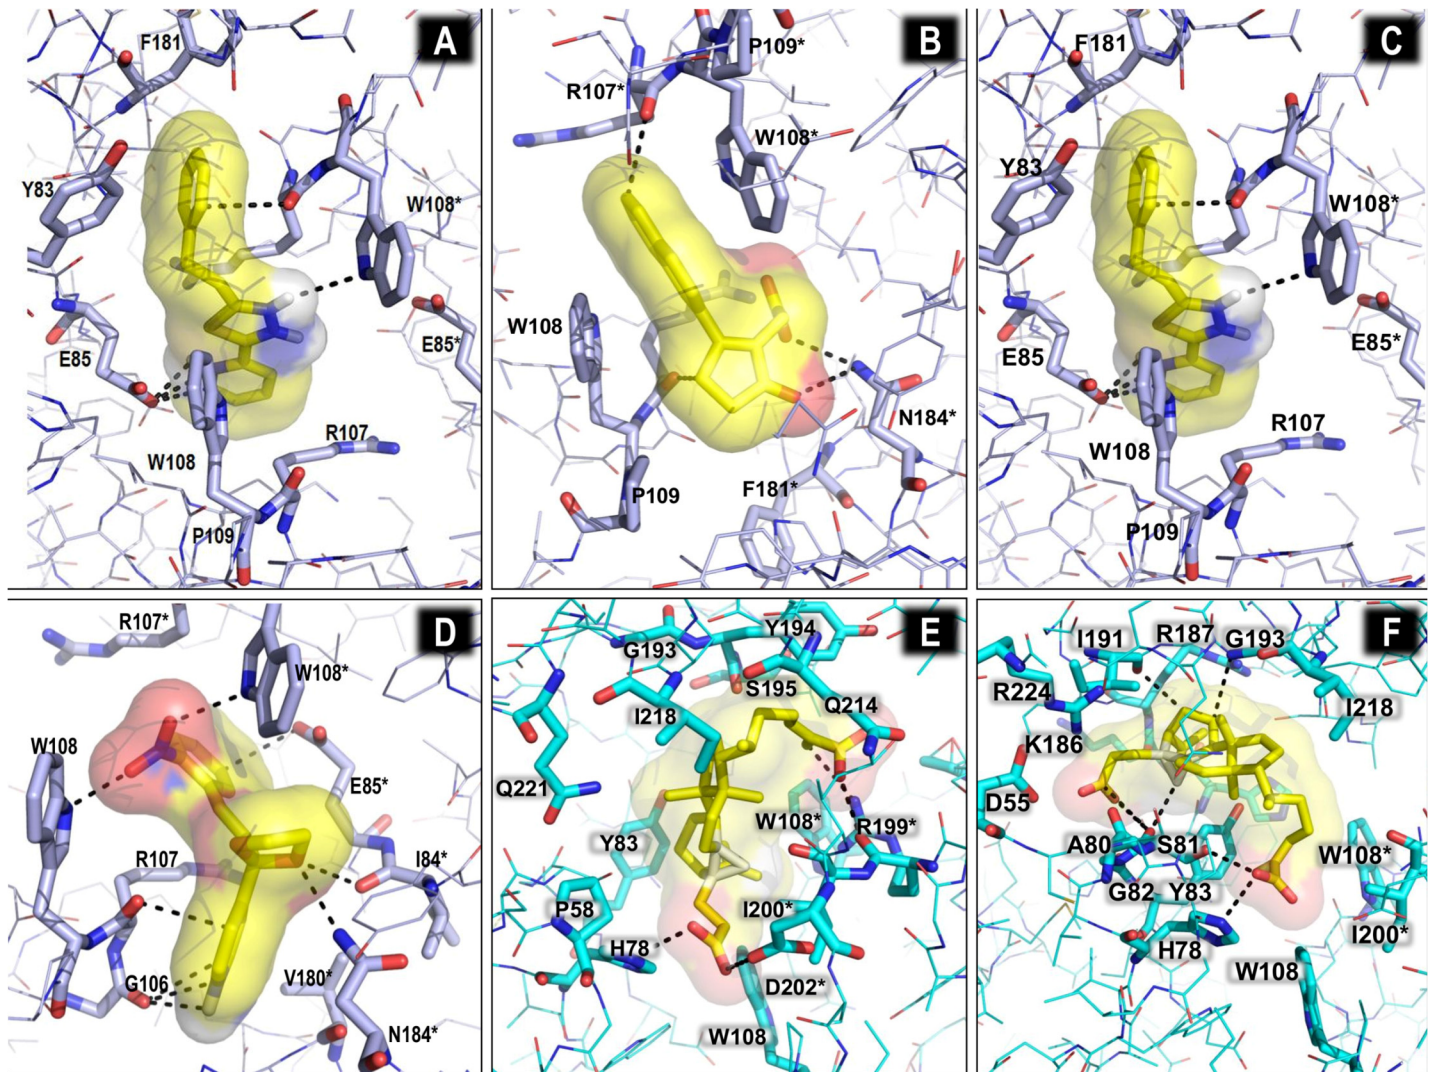 A
F181
Y83
W108*
E85*
E85
R107
W108
P109
B
P109*
R107*
W108*
W108
N184*
P109
F181*
C
F181
Y83
W108*
E85*
E85
R107
W108
P109
D
R107*
W108*
W108
E85*
R107
I84*
G106
V180*
N184*
E
Y194
G193
S195
Q214
I218
Q221
W108*
R199*
Y83
P58
I200*
H78
D202*
W108
F
I191
R187
G193
R224
I218
K186
D55
A80
S81
W108*
G82
Y83
I200*
H78
W108